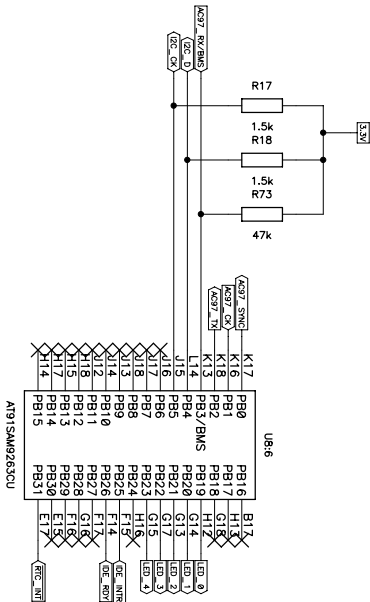 AC97_RX/BMS
I2C_D
I2C_CK
3.3V
R17
1.5k
R18
1.5k
R73
47k
AC97_SYNC
AC97_CK
AC97_TX
U8:6
K17 PB0 PB16 B17
K16 PB1 PB17 H13
K18 PB2 PB18 G18
K13 PB3/BMS PB19 H12 LED_0
L14 PB4 PB20 G14 LED_1
J15 PB5 PB21 G13 LED_2
J16 PB6 PB22 G17 LED_3
J17 PB7 PB23 G15 LED_4
J18 PB8 PB24 H16
J13 PB9 PB25 F15 IDE_INTR
J14 PB10 PB26 F14 IDE_RDY
J12 PB11 PB27 F17
H18 PB12 PB28 G16
H15 PB13 PB29 F16
H17 PB14 PB30 E15
H14 PB15 PB31 E17 RTC_INT
AT91SAM9263CU